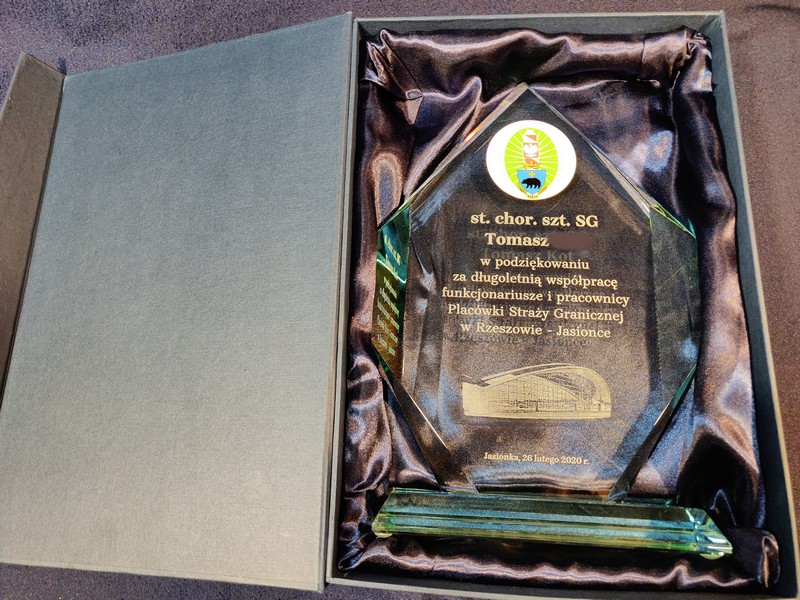 st. chor. szt. SG
Tomasz
w podziękowaniu
za długoletnią współpracę
funkcjonariusze i pracownicy
Placówki Straży Granicznej
w Rzeszowie - Jasionce
Jasionka, 26 lutego 2020 r.